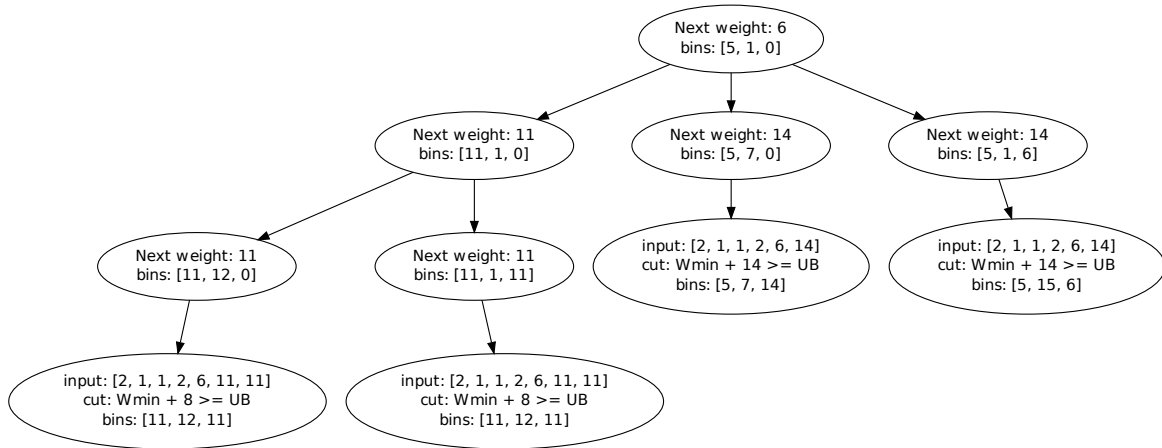 Next weight: 6
bins: [5, 1, 0]
Next weight: 11
bins: [11, 1, 0]
Next weight: 14
bins: [5, 7, 0]
Next weight: 14
bins: [5, 1, 6]
Next weight: 11
bins: [11, 12, 0]
Next weight: 11
bins: [11, 1, 11]
input: [2, 1, 1, 2, 6, 14]
cut: Wmin + 14 >= UB
bins: [5, 7, 14]
input: [2, 1, 1, 2, 6, 14]
cut: Wmin + 14 >= UB
bins: [5, 15, 6]
input: [2, 1, 1, 2, 6, 11, 11]
cut: Wmin + 8 >= UB
bins: [11, 12, 11]
input: [2, 1, 1, 2, 6, 11, 11]
cut: Wmin + 8 >= UB
bins: [11, 12, 11]